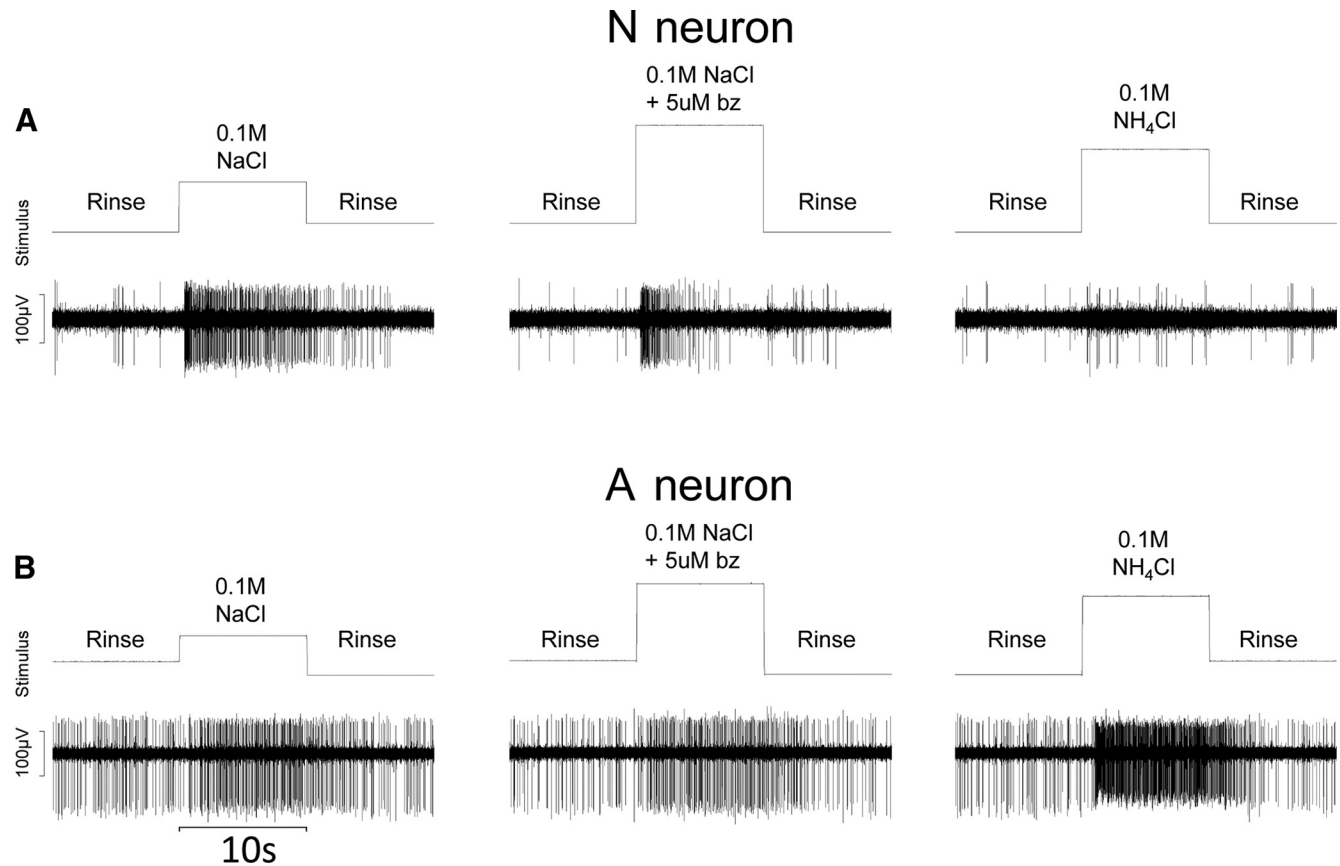 N neuron
A
0.1M
NaCl
0.1M NaCl
+ 5uM bz
0.1M
NH₄Cl
Rinse
Rinse
Rinse
Rinse
Rinse
Rinse
Stimulus
100µV
A neuron
B
0.1M
NaCl
0.1M NaCl
+ 5uM bz
0.1M
NH₄Cl
Rinse
Rinse
Rinse
Rinse
Rinse
Rinse
Stimulus
100µV
10s